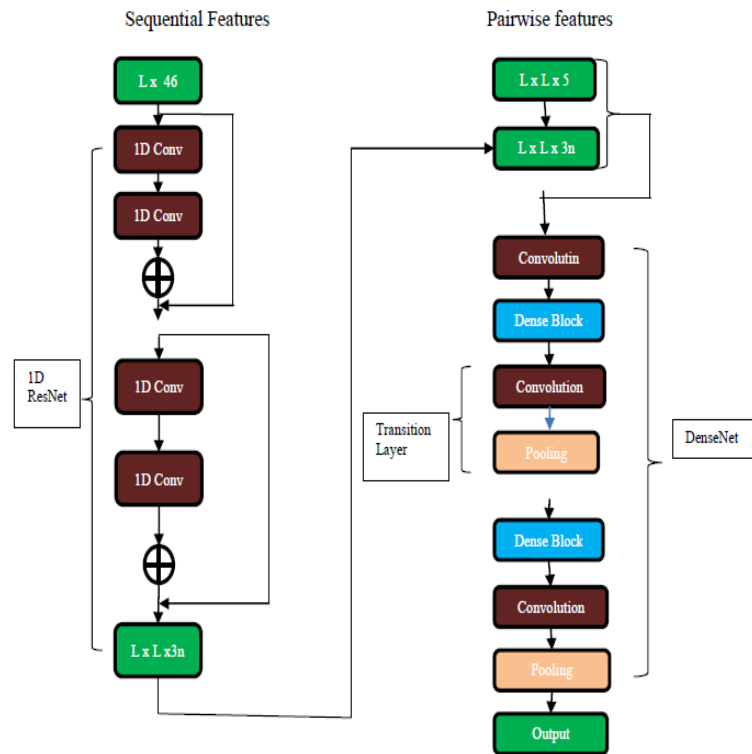 Sequential Features
L x 46
1D Conv
1D Conv
1D Conv
1D Conv
L x L x3n
1D
ResNet
Pairwise features
L x L x 5
L x L x 3n
Convolutin
Dense Block
Convolution
Pooling
Transition
Layer
Dense Block
Convolution
Pooling
Output
DenseNet